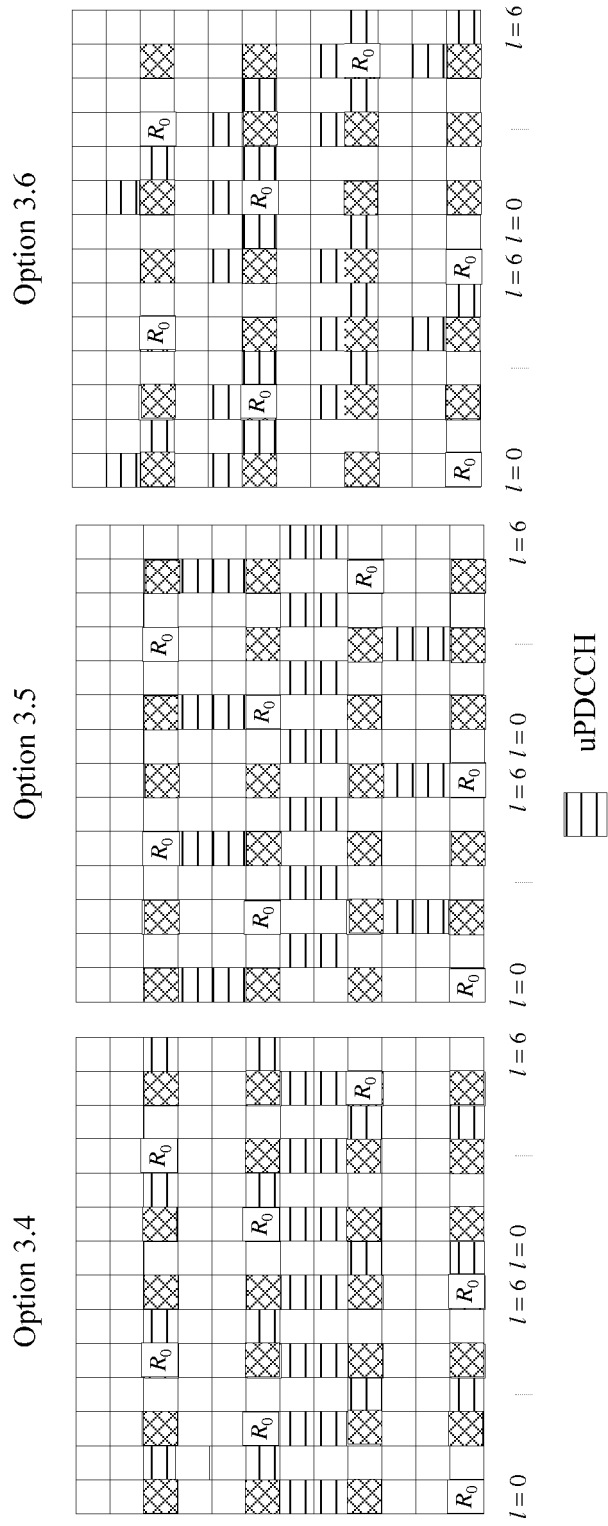 Option 3.4 Option 3.5 Option 3.6
R₀ R₀ R₀ R₀ R₀ R₀
R₀ R₀ R₀ R₀ R₀ R₀
R₀ R₀ R₀
R₀ R₀ R₀ R₀ R₀ R₀
l = 0 l = 6 l = 0 l = 6 l = 0 l = 6 l = 0 l = 6 l = 0 l = 6 l = 0 l = 6
uPDCCH